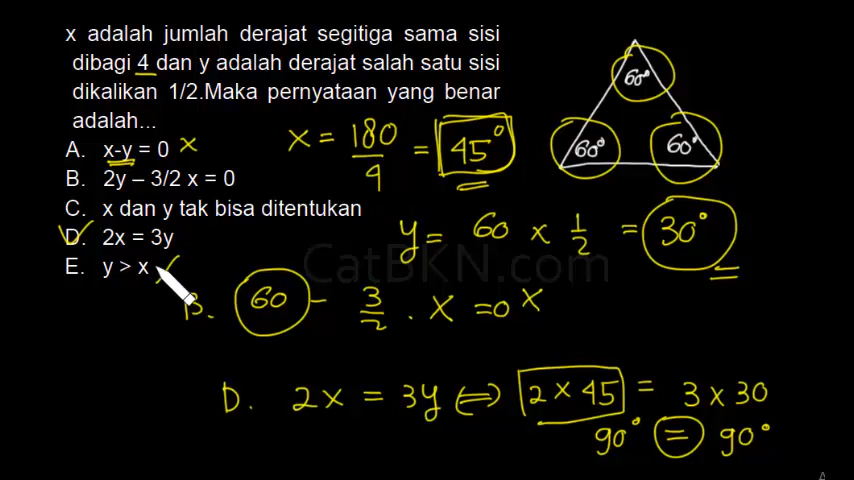 x adalah jumlah derajat segitiga sama sisi
dibagi 4 dan y adalah derajat salah satu sisi
dikalikan 1/2.Maka pernyataan yang benar
adalah...
A. x-y = 0 x
B. 2y – 3/2 x = 0
C. x dan y tak bisa ditentukan
D. 2x = 3y
E. y > x
60°
60° 60°
x = 180/4 = 45°
y = 60 x 1/2 = 30°
CatBKN.com
B. 60 - 3/2 . x = 0 x
D. 2x = 3y ⇔ 2 x 45 = 3 x 30
90° = 90°